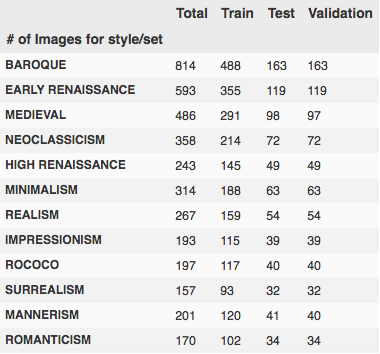 Total Train Test Validation
# of Images for style/set
BAROQUE 814 488 163 163
EARLY RENAISSANCE 593 355 119 119
MEDIEVAL 486 291 98 97
NEOCLASSICISM 358 214 72 72
HIGH RENAISSANCE 243 145 49 49
MINIMALISM 314 188 63 63
REALISM 267 159 54 54
IMPRESSIONISM 193 115 39 39
ROCOCO 197 117 40 40
SURREALISM 157 93 32 32
MANNERISM 201 120 41 40
ROMANTICISM 170 102 34 34